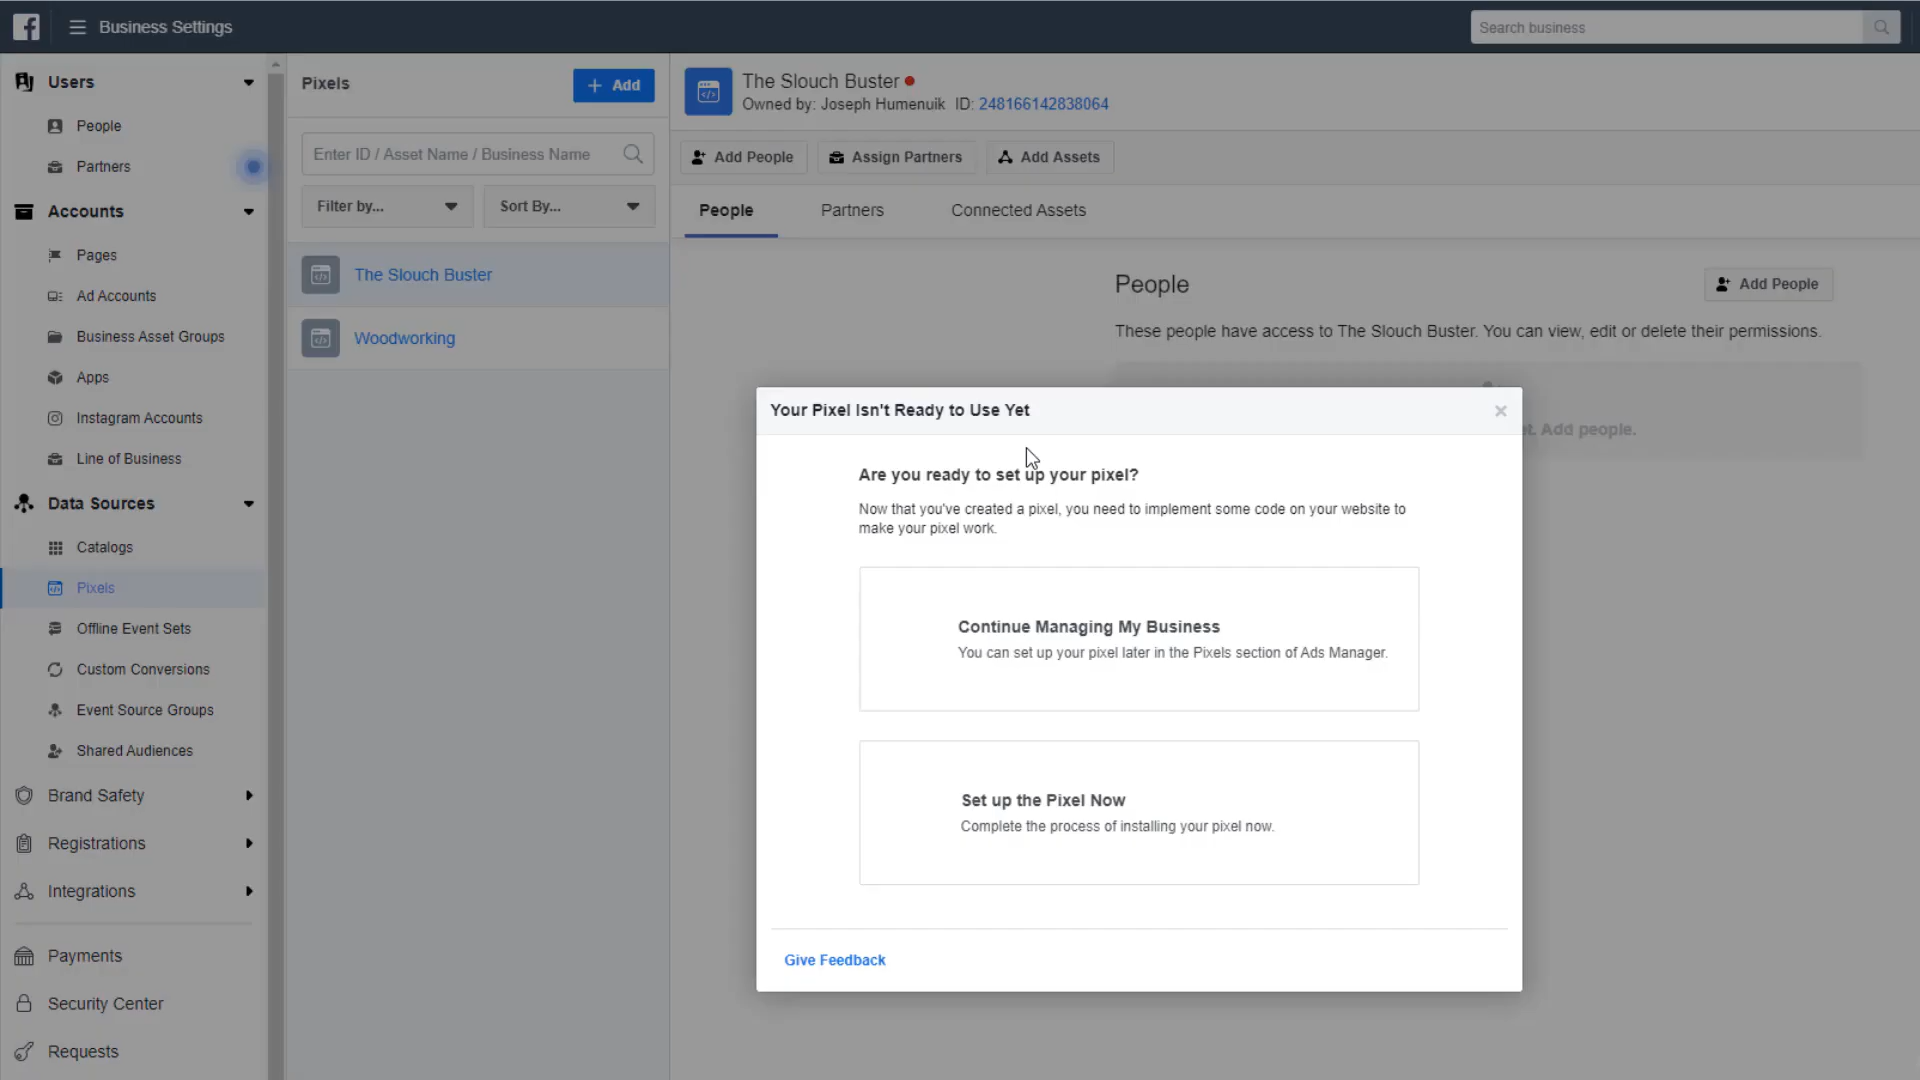 Business Settings
Search business
Users
People
Partners
Accounts
Pages
Ad Accounts
Business Asset Groups
Apps
Instagram Accounts
Line of Business
Data Sources
Catalogs
Pixels
Offline Event Sets
Custom Conversions
Event Source Groups
Shared Audiences
Brand Safety
Registrations
Integrations
Payments
Security Center
Requests
Pixels
+ Add
Enter ID / Asset Name / Business Name
Filter by...
Sort By...
The Slouch Buster
Woodworking
The Slouch Buster
Owned by: Joseph Humenuik ID: 248166142838064
Add People
Assign Partners
Add Assets
People
Partners
Connected Assets
People
Add People
These people have access to The Slouch Buster. You can view, edit or delete their permissions.
Add people.
Your Pixel Isn't Ready to Use Yet
Are you ready to set up your pixel?
Now that you've created a pixel, you need to implement some code on your website to
make your pixel work.
Continue Managing My Business
You can set up your pixel later in the Pixels section of Ads Manager.
Set up the Pixel Now
Complete the process of installing your pixel now.
Give Feedback